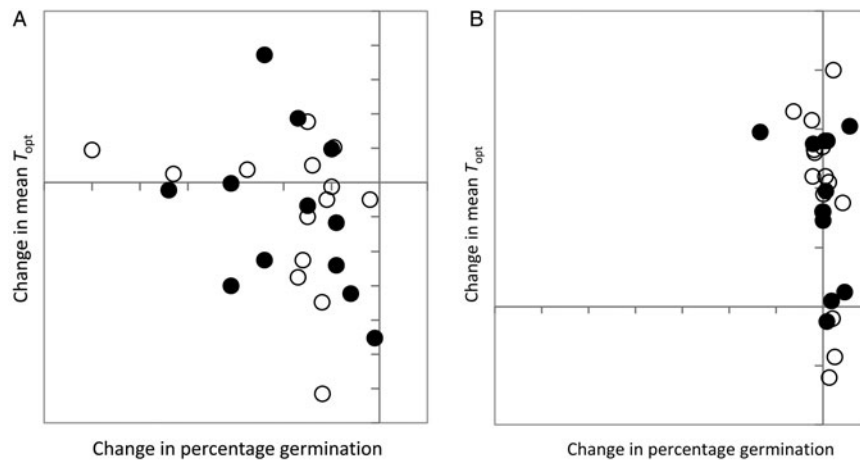 A
Change in mean Topt
Change in percentage germination
B
Change in mean Topt
Change in percentage germination